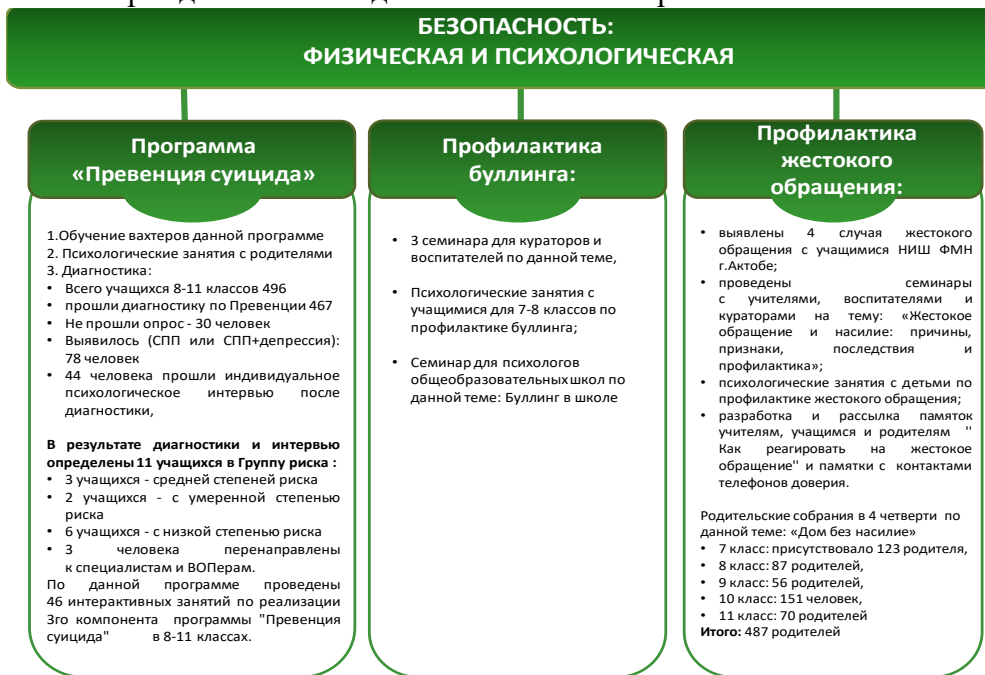 БЕЗОПАСНОСТЬ:
ФИЗИЧЕСКАЯ И ПСИХОЛОГИЧЕСКАЯ
Программа
«Превенция суицида»
1.Обучение вахтеров данной программе
2. Психологические занятия с родителями
3. Диагностика:
• Всего учащихся 8-11 классов 496
• прошли диагностику по Превенции 467
• Не прошли опрос - 30 человек
• Выявилось (СПП или СПП+депрессия):
78 человек
• 44 человека прошли индивидуальное
психологическое интервью после
диагностики,
В результате диагностики и интервью
определены 11 учащихся в Группу риска :
• 3 учащихся - средней степеней риска
• 2 учащихся - с умеренной степенью
риска
• 6 учащихся - с низкой степенью риска
• 3 человека перенаправлены
к специалистам и ВОПерам.
По данной программе проведены
46 интерактивных занятий по реализации
3го компонента программы "Превенция
суицида" в 8-11 классах.
Профилактика
буллинга:
• 3 семинара для кураторов и
воспитателей по данной теме,
• Психологические занятия с
учащимися для 7-8 классов по
профилактике буллинга;
• Семинар для психологов
общеобразовательных школ по
данной теме: Буллинг в школе
Профилактика
жестокого
обращения:
• выявлены 4 случая жестокого
обращения с учащимися НИШ ФМН
г.Актобе;
• проведены семинары
с учителями, воспитателями и
кураторами на тему: «Жестокое
обращение и насилие: причины,
признаки, последствия и
профилактика»;
• психологические занятия с детьми по
профилактике жестокого обращения;
• разработка и рассылка памяток
учителям, учащимся и родителям ''
Как реагировать на жестокое
обращение'' и памятки с контактами
телефонов доверия.
Родительские собрания в 4 четверти по
данной теме: «Дом без насилие»
• 7 класс: присутствовало 123 родителя,
• 8 класс: 87 родителей,
• 9 класс: 56 родителей,
• 10 класс: 151 человек,
• 11 класс: 70 родителей
Итого: 487 родителей